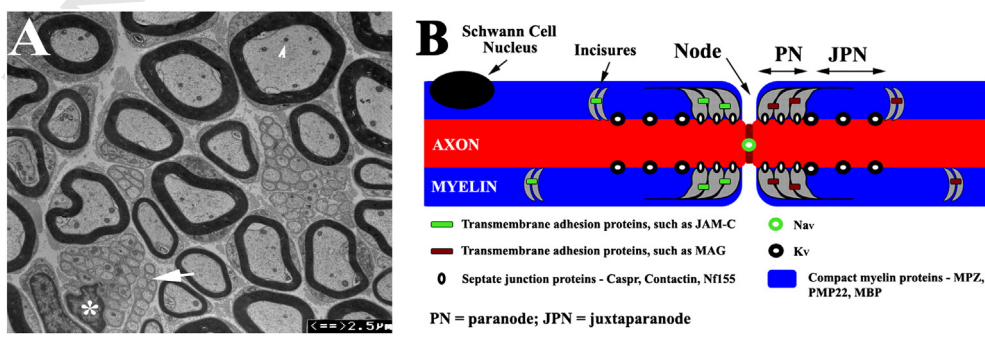 A
*
<==>2.5μ
B
Schwann Cell
Nucleus
Incisures
Node
PN
JPN
AXON
MYELIN
Transmembrane adhesion proteins, such as JAM-C
Transmembrane adhesion proteins, such as MAG
Septate junction proteins - Caspr, Contactin, Nf155
Nav
Kv
Compact myelin proteins - MPZ,
PMP22, MBP
PN = paranode; JPN = juxtaparanode